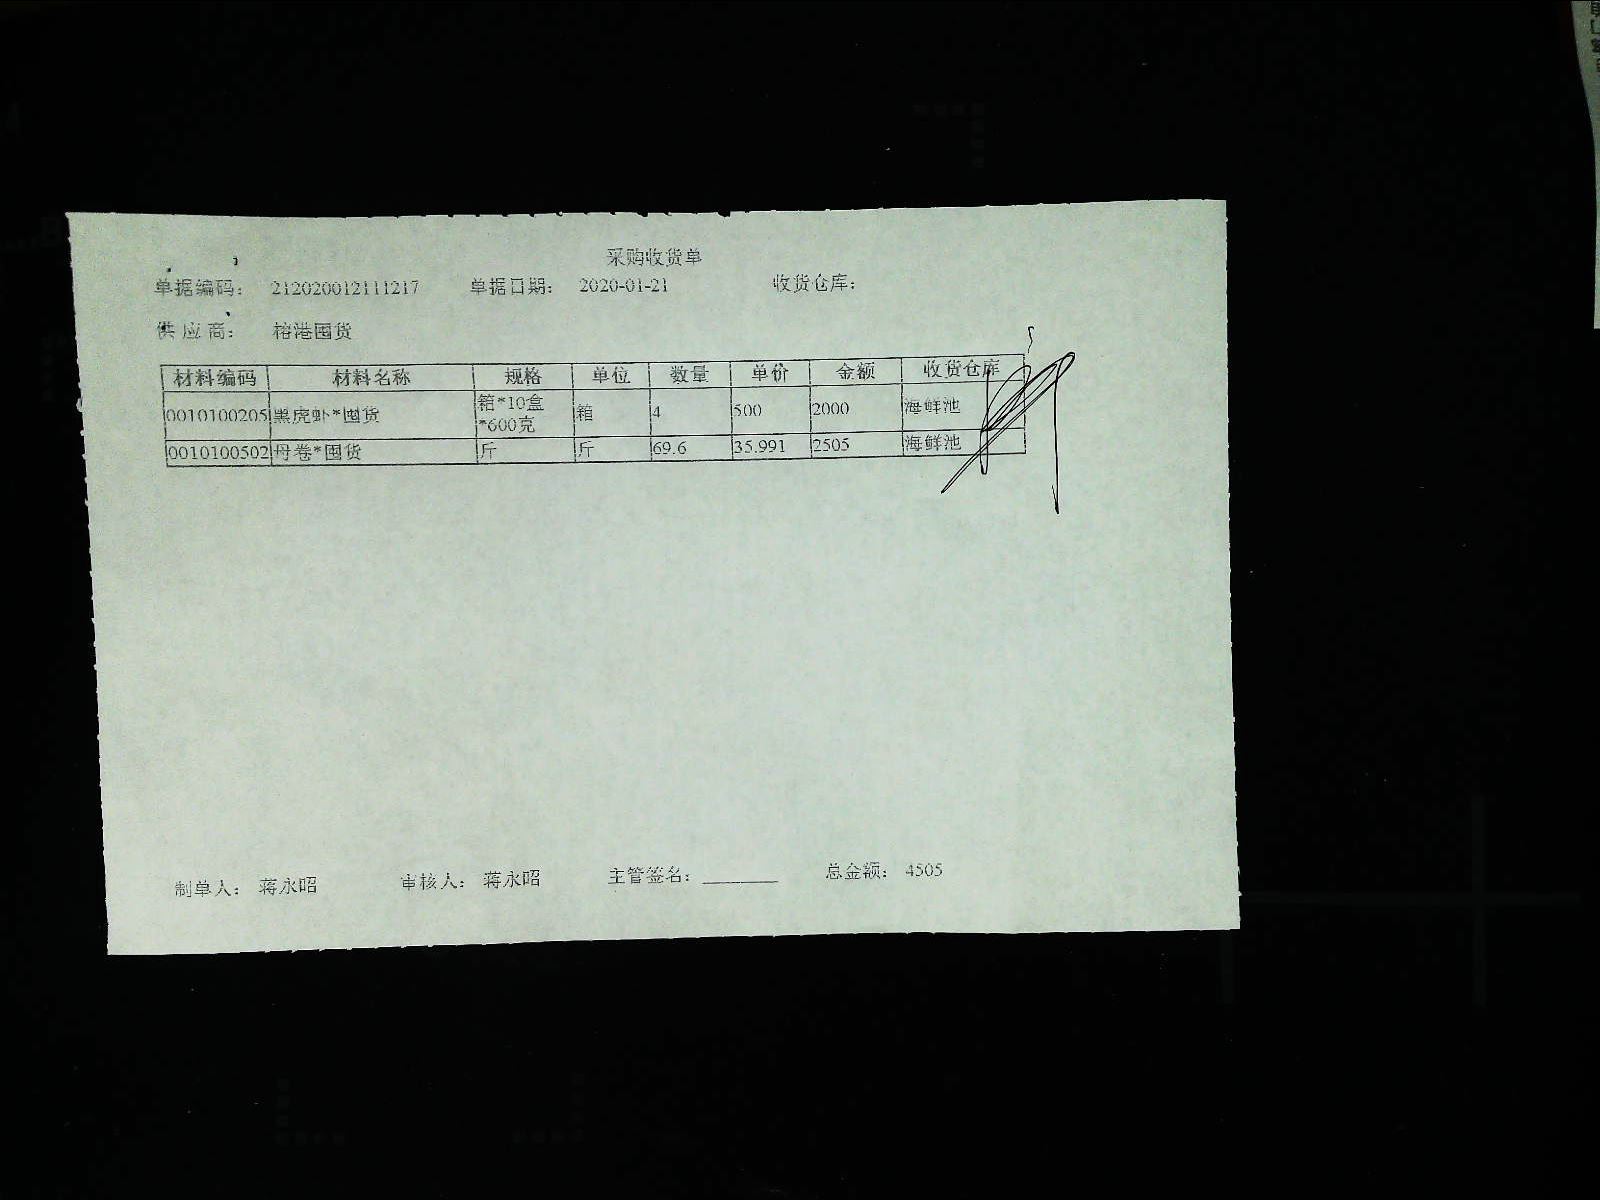 采购收货单
单据编码： 212020012111217 单据日期： 2020-01-21 收货仓库：
供 应 商： 榕港囤货
材料编码 材料名称 规格 单位 数量 单价 金额 收货仓库
0010100205 黑虎虾*囤货 箱*10盒*600克 箱 4 500 2000 海鲜池
0010100502 丹卷*囤货 斤 斤 69.6 35.991 2505 海鲜池
制单人： 蒋永昭 审核人： 蒋永昭 主管签名： ________ 总金额： 4505